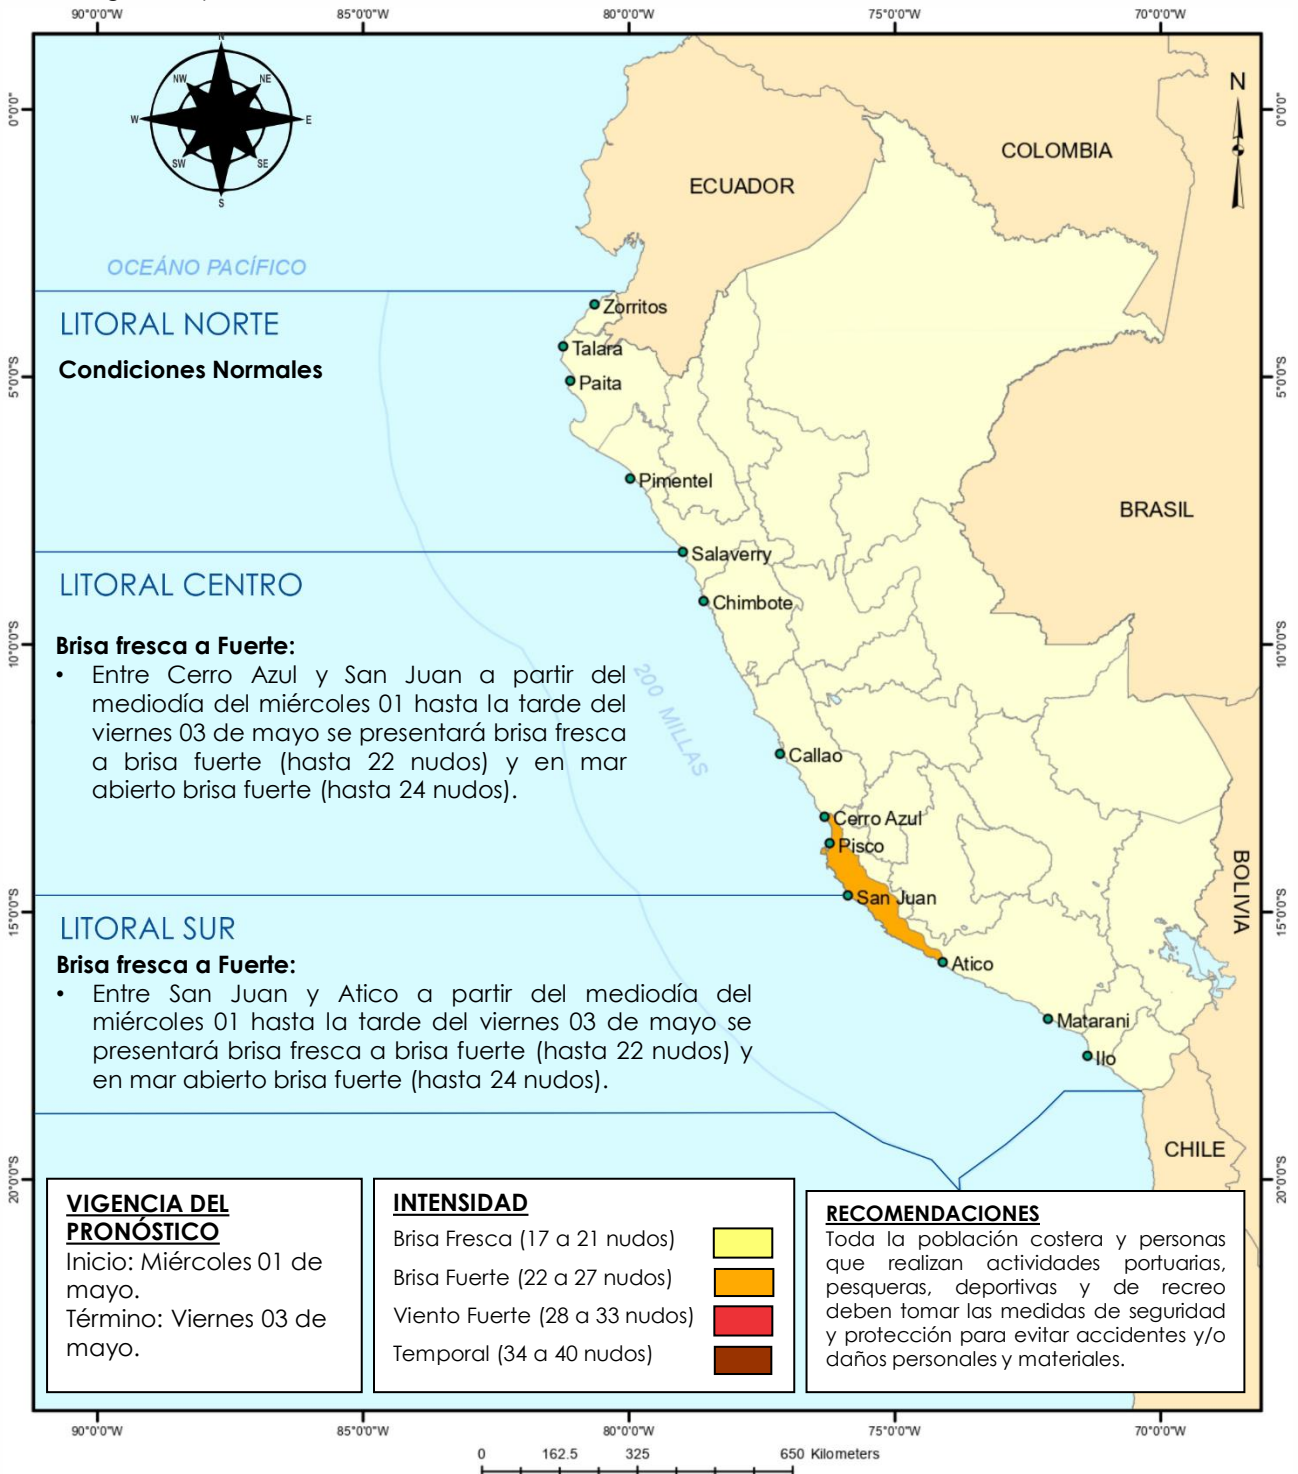 90°0'0"W 85°0'0"W 80°0'0"W 75°0'0"W 70°0'0"W
N
NE
E
SE
S
SW
W
NW
N
0°0'0"
0°0'0"
COLOMBIA
ECUADOR
OCEÁNO PACÍFICO
LITORAL NORTE
Condiciones Normales
Zorritos
Talara
Paita
5°0'0"S
5°0'0"S
Pimentel
BRASIL
Salaverry
LITORAL CENTRO
Chimbote
Brisa fresca a Fuerte:
• Entre Cerro Azul y San Juan a partir del
mediodía del miércoles 01 hasta la tarde del
viernes 03 de mayo se presentará brisa fresca
a brisa fuerte (hasta 22 nudos) y en mar
abierto brisa fuerte (hasta 24 nudos).
10°0'0"S
10°0'0"S
200 MILLAS
Callao
Cerro Azul
Pisco
San Juan
BOLIVIA
15°0'0"S
15°0'0"S
LITORAL SUR
Brisa fresca a Fuerte:
• Entre San Juan y Atico a partir del mediodía del
miércoles 01 hasta la tarde del viernes 03 de mayo se
presentará brisa fresca a brisa fuerte (hasta 22 nudos) y
en mar abierto brisa fuerte (hasta 24 nudos).
Atico
Matarani
Ilo
CHILE
20°0'0"S
20°0'0"S
VIGENCIA DEL
PRONÓSTICO
Inicio: Miércoles 01 de
mayo.
Término: Viernes 03 de
mayo.
INTENSIDAD
Brisa Fresca (17 a 21 nudos)
Brisa Fuerte (22 a 27 nudos)
Viento Fuerte (28 a 33 nudos)
Temporal (34 a 40 nudos)
RECOMENDACIONES
Toda la población costera y personas
que realizan actividades portuarias,
pesqueras, deportivas y de recreo
deben tomar las medidas de seguridad
y protección para evitar accidentes y/o
daños personales y materiales.
90°0'0"W 85°0'0"W 80°0'0"W 75°0'0"W 70°0'0"W
0 162.5 325 650 Kilometers